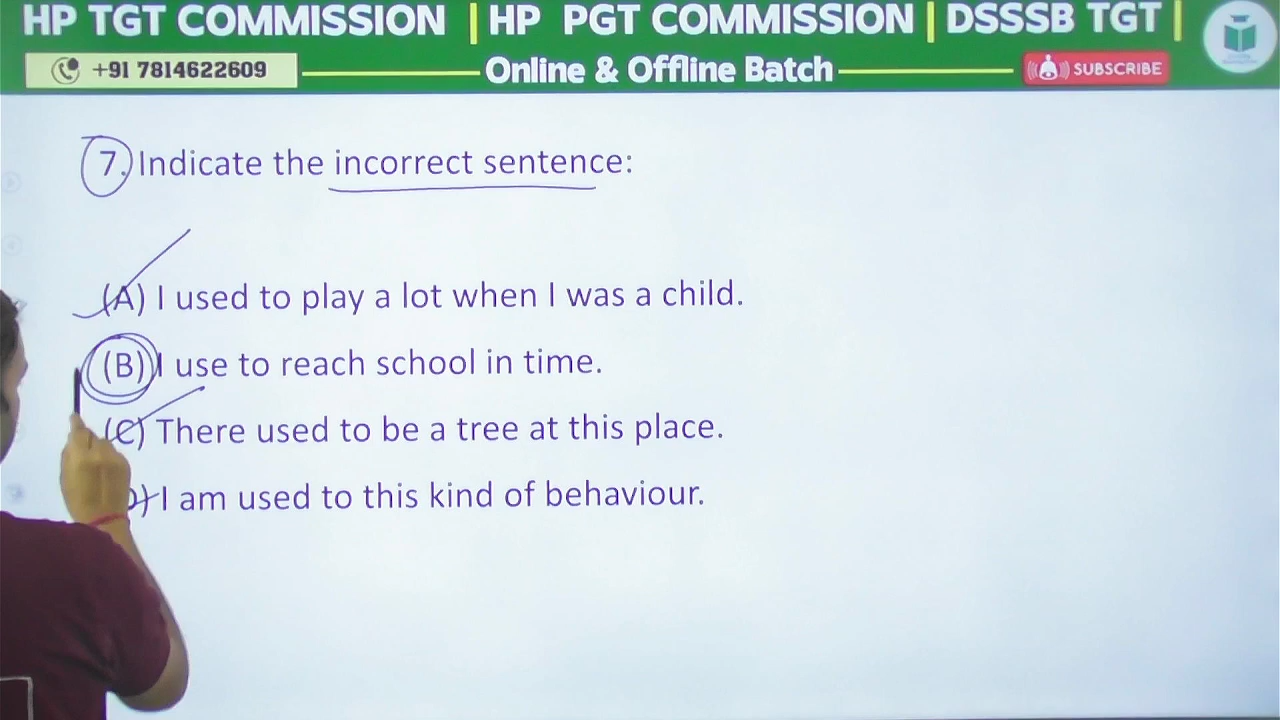 HP TGT COMMISSION | HP PGT COMMISSION | DSSSB TGT |
+91 7814622609
Online & Offline Batch
SUBSCRIBE
7. Indicate the incorrect sentence:
(A) I used to play a lot when I was a child.
(B) I use to reach school in time.
(C) There used to be a tree at this place.
D) I am used to this kind of behaviour.